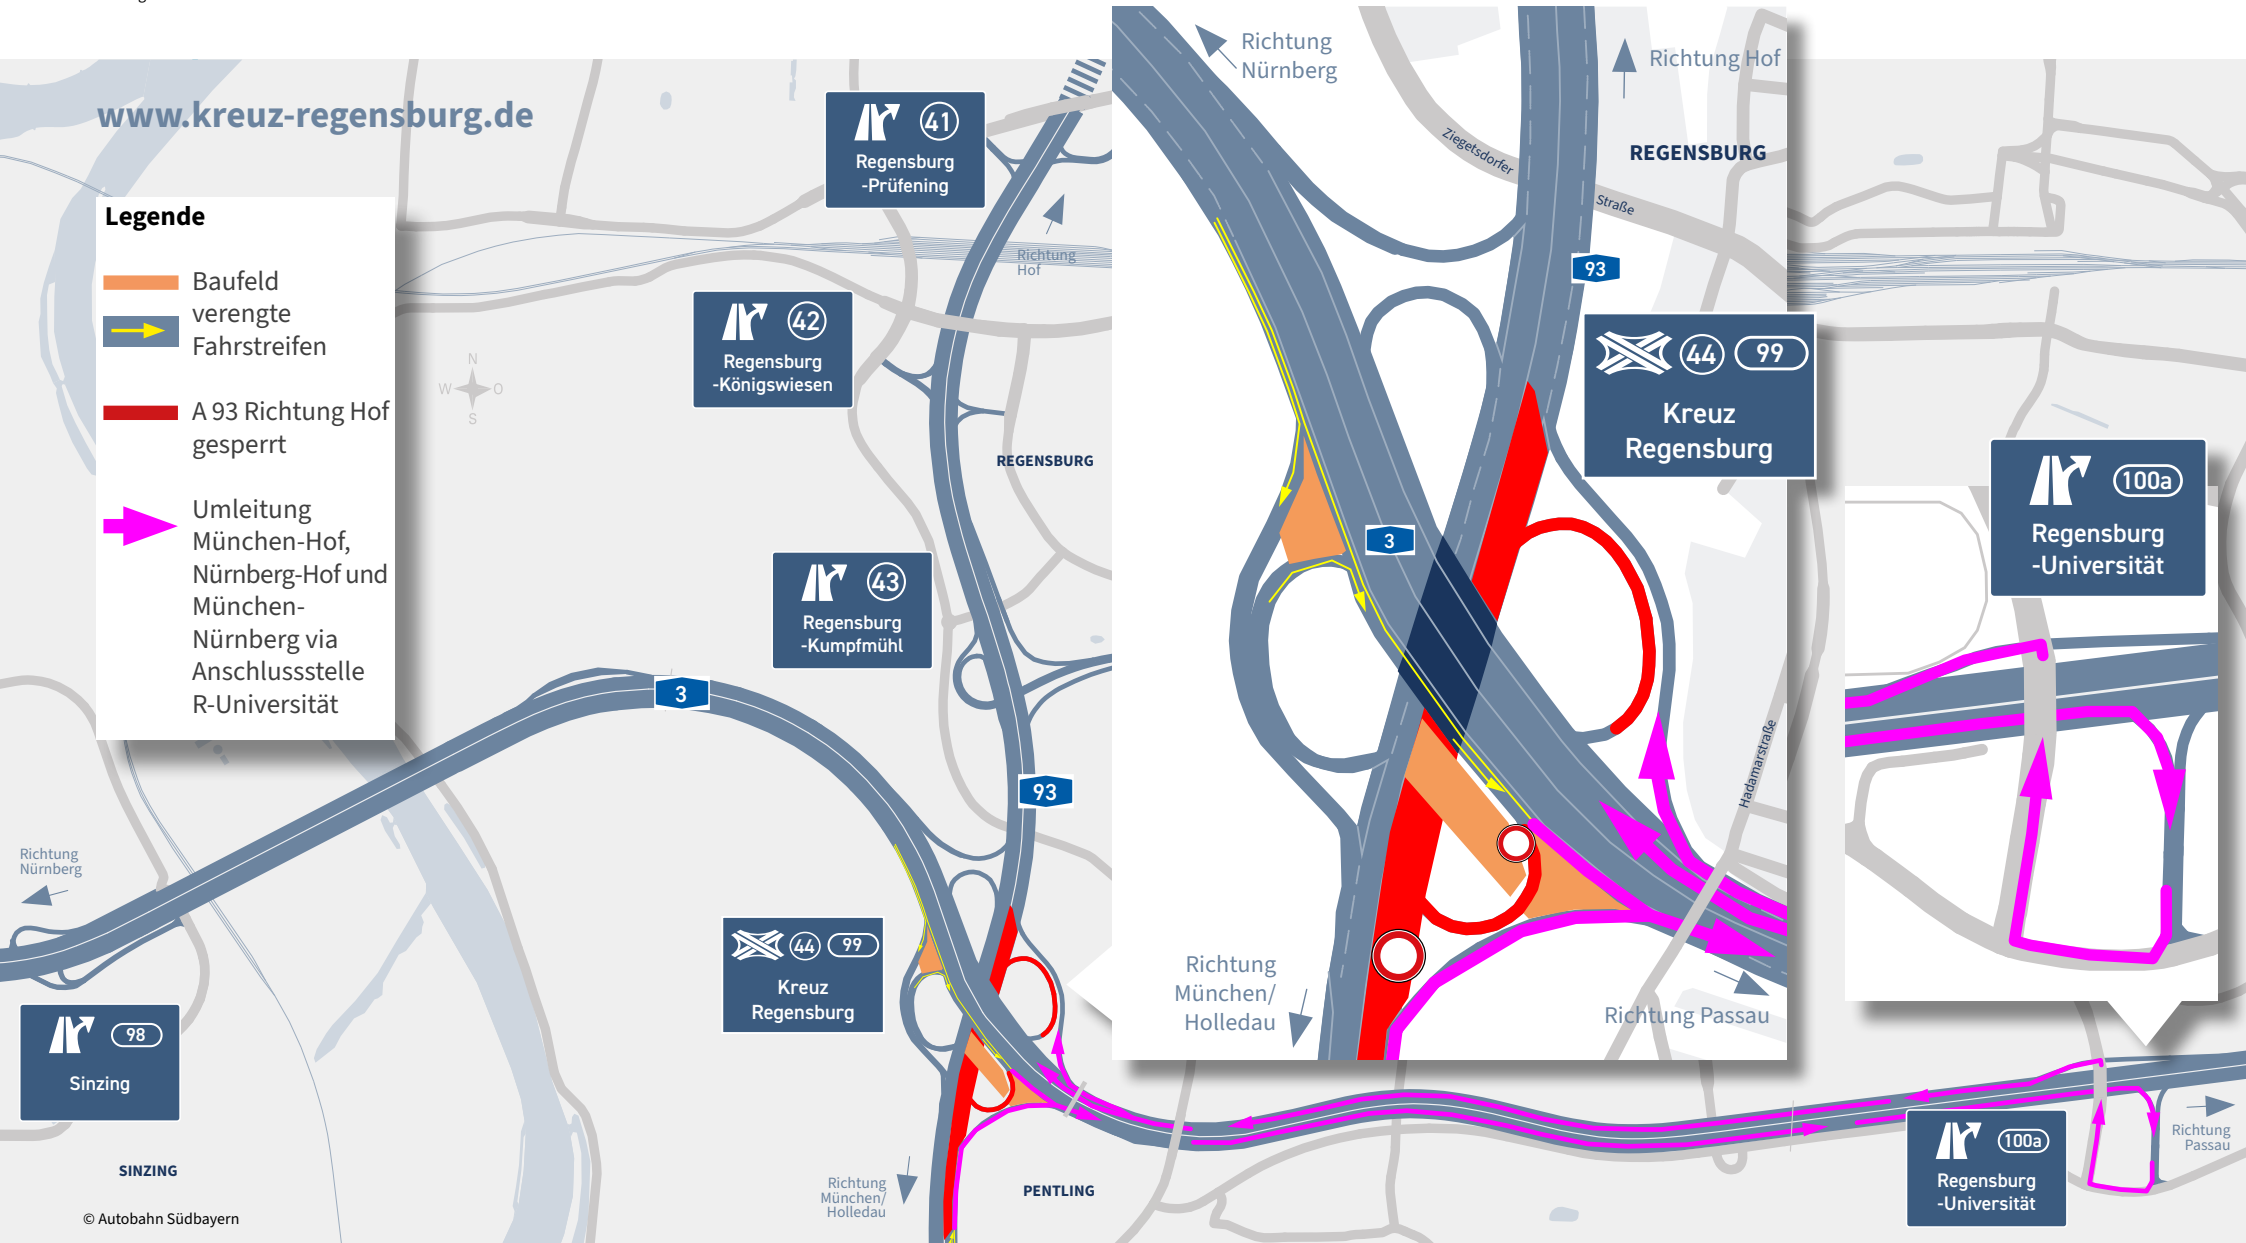 www.kreuz-regensburg.de
Legende
Baufeld
verengte
Fahrstreifen
A 93 Richtung Hof
gesperrt
Umleitung
München-Hof,
Nürnberg-Hof und
München-
Nürnberg via
Anschlussstelle
R-Universität
N
W
O
S
41
Regensburg
-Prüfening
Richtung
Hof
42
Regensburg
-Königswiesen
REGENSBURG
43
Regensburg
-Kumpfmühl
3
93
Richtung
Nürnberg
98
Sinzing
SINZING
© Autobahn Südbayern
44
99
Kreuz
Regensburg
Richtung
München/
Holledau
PENTLING
Richtung
Nürnberg
Richtung Hof
Ziegetsdorfer
Straße
REGENSBURG
93
44
99
Kreuz
Regensburg
3
Hadamarstraße
Richtung
München/
Holledau
Richtung Passau
100a
Regensburg
-Universität
100a
Regensburg
-Universität
Richtung
Passau